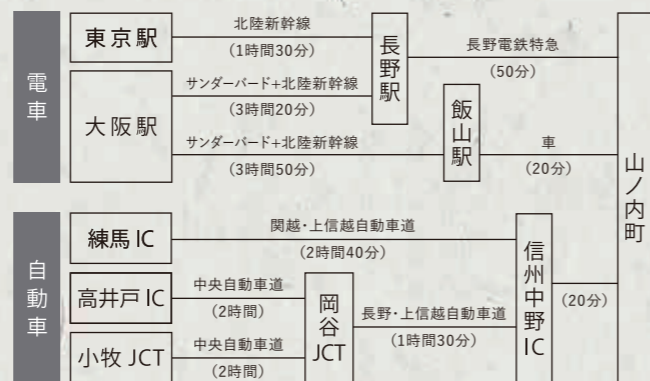 電車
東京駅
北陸新幹線
(1時間30分)
長野駅
長野電鉄特急
(50分)
大阪駅
サンダーバード+北陸新幹線
(3時間20分)
サンダーバード+北陸新幹線
(3時間50分)
飯山駅
車
(20分)
山ノ内町
自動車
練馬 IC
関越・上信越自動車道
(2時間40分)
信州中野IC
(20分)
高井戸 IC
中央自動車道
(2時間)
岡谷JCT
長野・上信越自動車道
(1時間30分)
小牧 JCT
中央自動車道
(2時間)